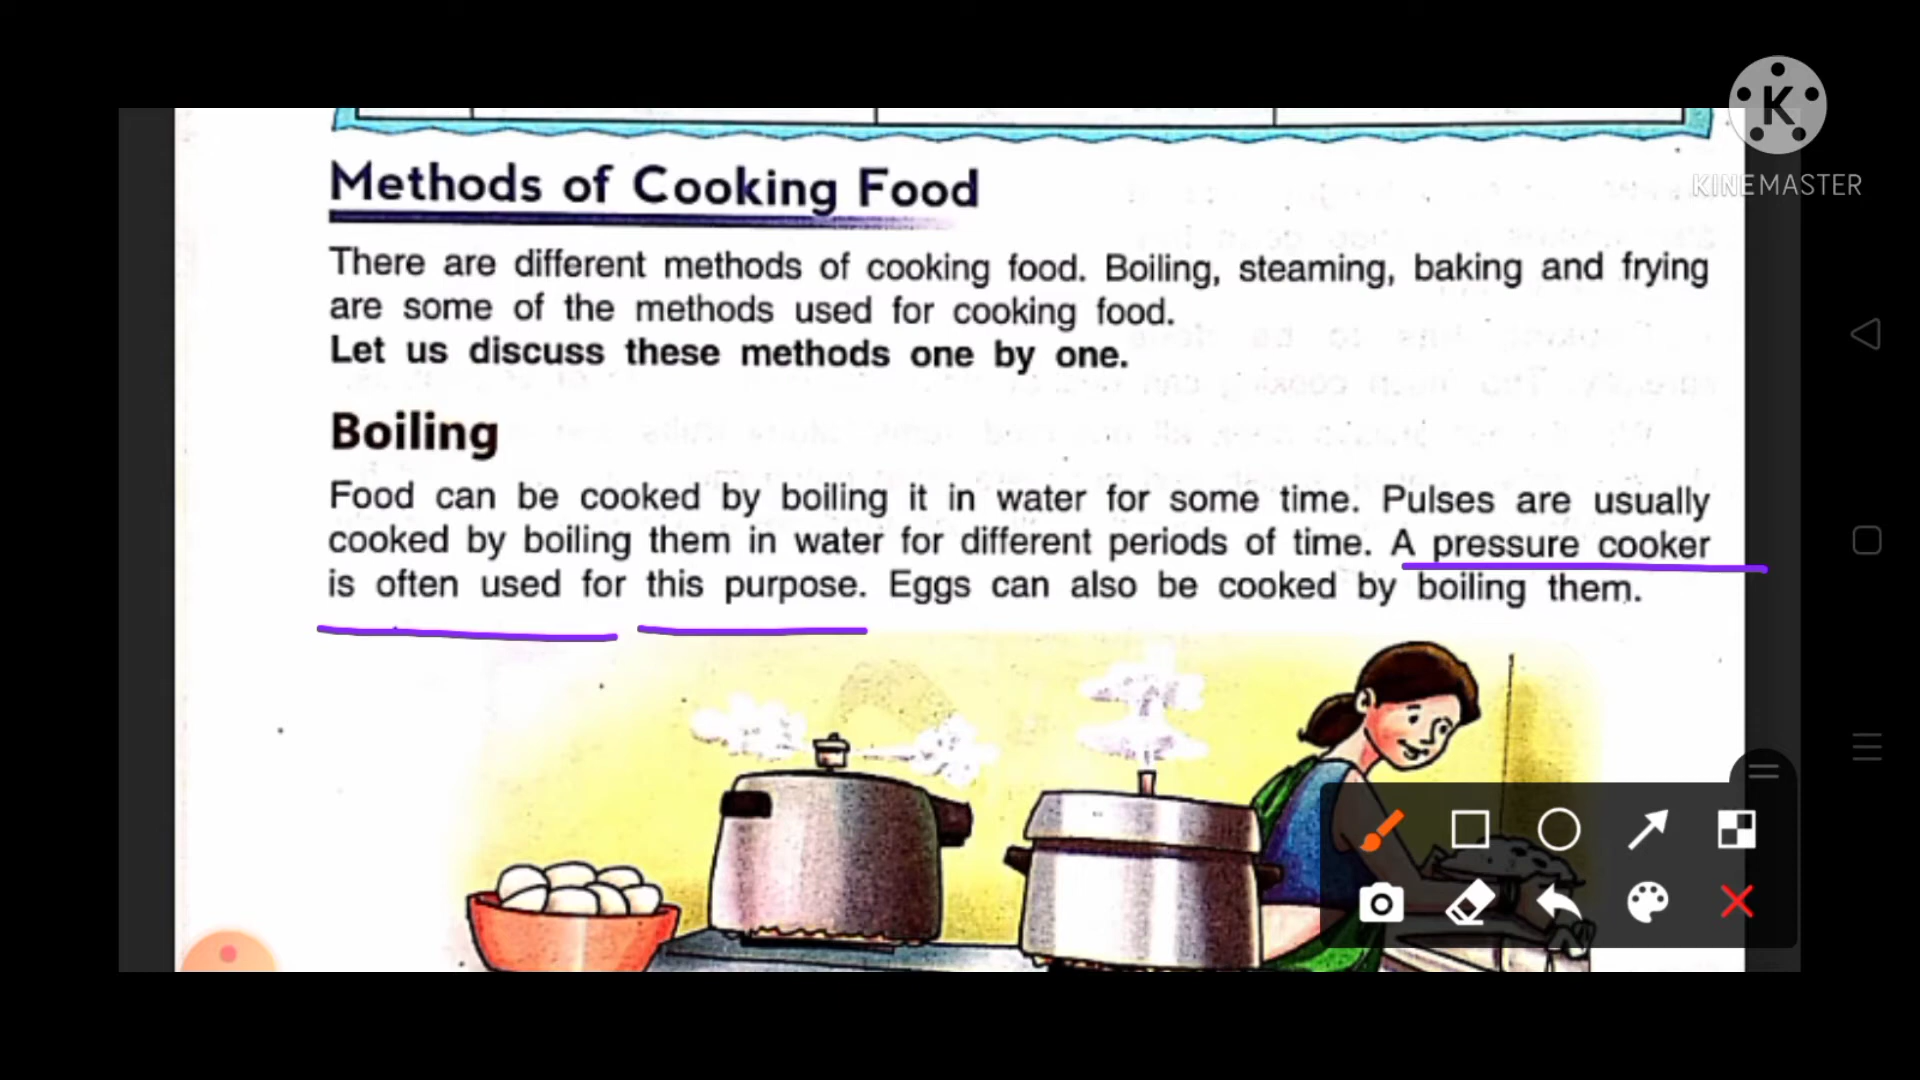 K
KINEMASTER
Methods of Cooking Food
There are different methods of cooking food. Boiling, steaming, baking and frying
are some of the methods used for cooking food.
Let us discuss these methods one by one.
Boiling
Food can be cooked by boiling it in water for some time. Pulses are usually
cooked by boiling them in water for different periods of time. A pressure cooker
is often used for this purpose. Eggs can also be cooked by boiling them.